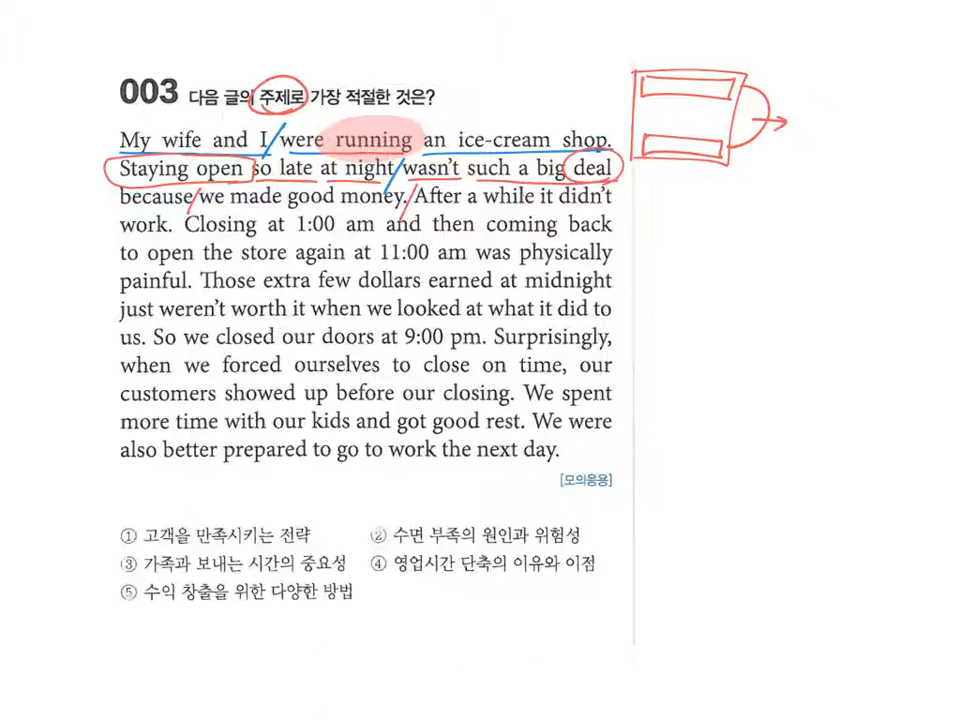 003 다음 글의 주제로 가장 적절한 것은?
My wife and I were running an ice-cream shop.
Staying open so late at night wasn't such a big deal
because we made good money. After a while it didn't
work. Closing at 1:00 am and then coming back
to open the store again at 11:00 am was physically
painful. Those extra few dollars earned at midnight
just weren't worth it when we looked at what it did to
us. So we closed our doors at 9:00 pm. Surprisingly,
when we forced ourselves to close on time, our
customers showed up before our closing. We spent
more time with our kids and got good rest. We were
also better prepared to go to work the next day.
[모의응용]
① 고객을 만족시키는 전략 ② 수면 부족의 원인과 위험성
③ 가족과 보내는 시간의 중요성 ④ 영업시간 단축의 이유와 이점
⑤ 수익 창출을 위한 다양한 방법